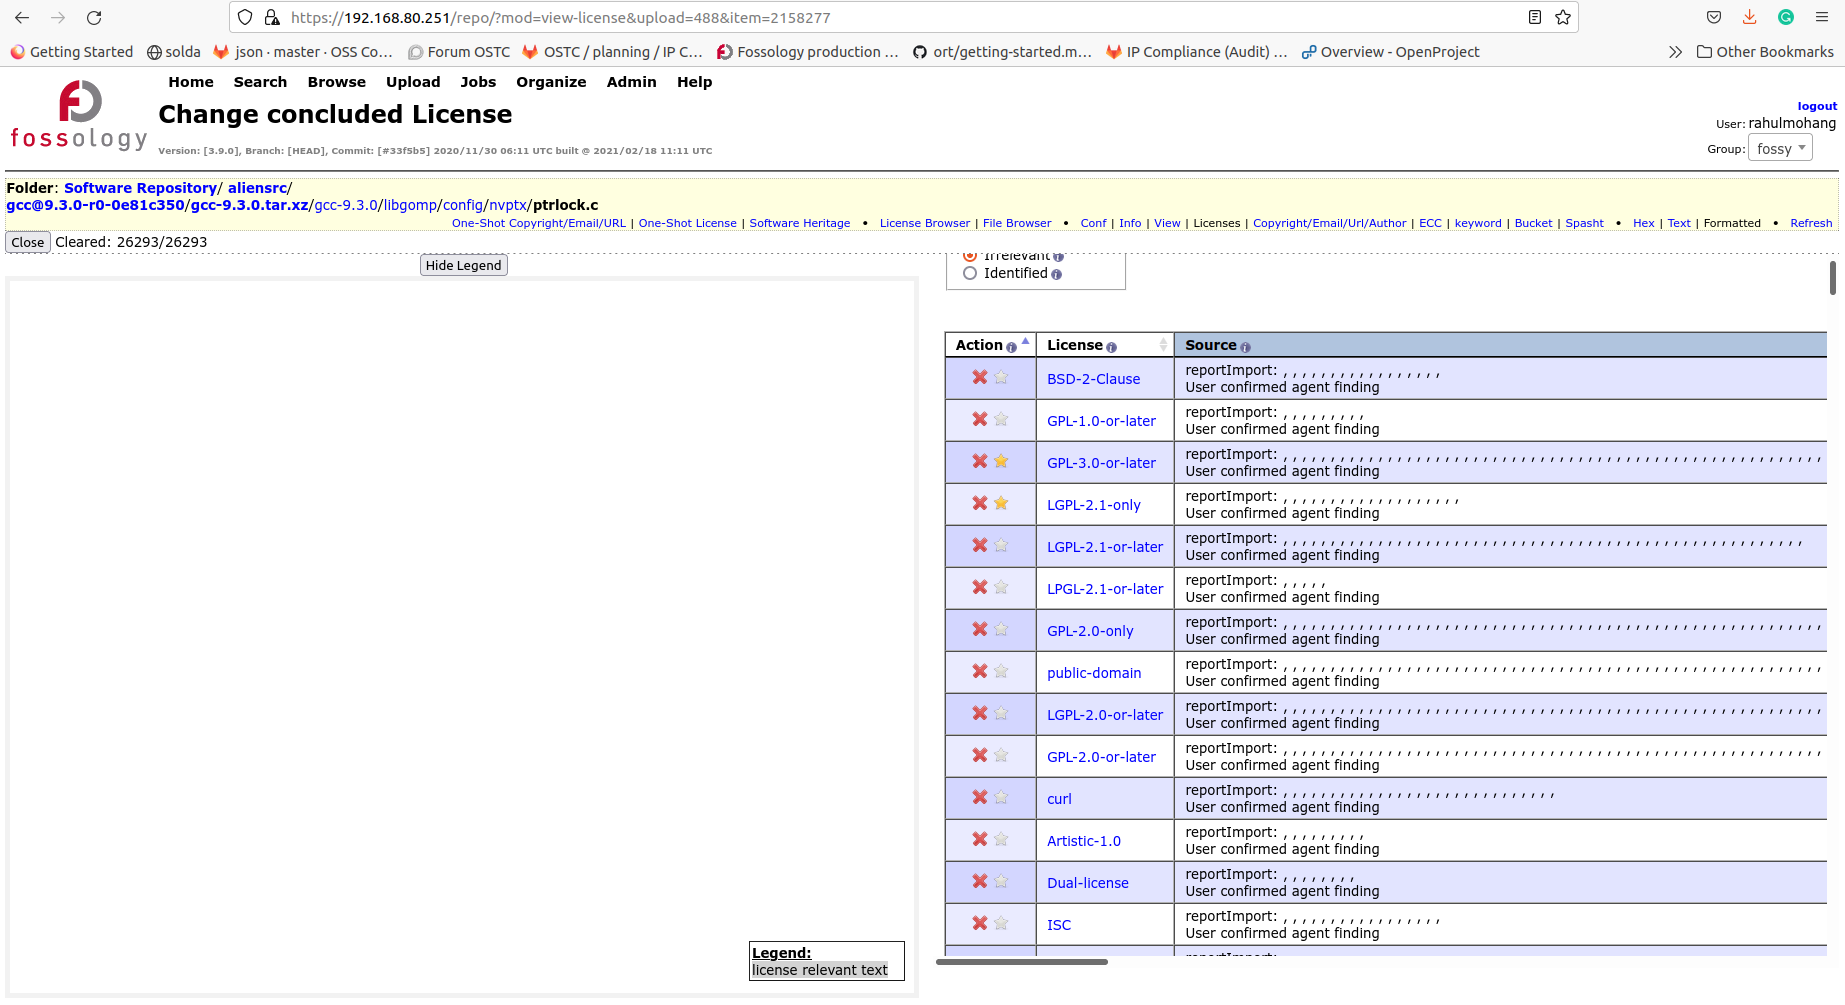 https://192.168.80.251/repo/?mod=view-license&upload=488&item=2158277
Getting Started solda json · master · OSS Co… Forum OSTC OSTC / planning / IP C… Fossology production … ort/getting-started.m… IP Compliance (Audit) … Overview - OpenProject Other Bookmarks
Home Search Browse Upload Jobs Organize Admin Help
fossology
Change concluded License
Version: [3.9.0], Branch: [HEAD], Commit: [#33f5b5] 2020/11/30 06:11 UTC built @ 2021/02/18 11:11 UTC
logout
User: rahulmohang
Group: fossy
Folder: Software Repository/ aliensrc/
gcc@9.3.0-r0-0e81c350/gcc-9.3.0.tar.xz/gcc-9.3.0/libgomp/config/nvptx/ptrlock.c
One-Shot Copyright/Email/URL | One-Shot License | Software Heritage • License Browser | File Browser • Conf | Info | View | Licenses | Copyright/Email/Url/Author | ECC | keyword | Bucket | Spasht • Hex | Text | Formatted • Refresh
Close Cleared: 26293/26293
Hide Legend
Legend:
license relevant text
Irrelevant
Identified
Action License Source
BSD-2-Clause reportImport: , , , , , , , , , , , , , , , , ,
User confirmed agent finding
GPL-1.0-or-later reportImport: , , , , , , , , ,
User confirmed agent finding
GPL-3.0-or-later reportImport: , , , , , , , , , , , , , , , , , , , , , , , , , , , , , , , , , , , , , , , , , , , , , , , , , , , , , , , , ,
User confirmed agent finding
LGPL-2.1-only reportImport: , , , , , , , , , , , , , , , , , , ,
User confirmed agent finding
LGPL-2.1-or-later reportImport: , , , , , , , , , , , , , , , , , , , , , , , , , , , , , , , , , , , , , , , , , , , , , , , , , , , , , , ,
User confirmed agent finding
LPGL-2.1-or-later reportImport: , , , , ,
User confirmed agent finding
GPL-2.0-only reportImport: , , , , , , , , , , , , , , , , , , , , , , , , , , , , , , , , , , , , , , , , , , , , , , , , , , , , , , , , ,
User confirmed agent finding
public-domain reportImport: , , , , , , , , , , , , , , , , , , , , , , , , , , , , , , , , , , , , , , , , , , , , , , , , , , , , , , , , ,
User confirmed agent finding
LGPL-2.0-or-later reportImport: , , , , , , , , , , , , , , , , , , , , , , , , , , , , , , , , , , , , , , , , , , , , , , , , , , , , , , , , ,
User confirmed agent finding
GPL-2.0-or-later reportImport: , , , , , , , , , , , , , , , , , , , , , , , , , , , , , , , , , , , , , , , , , , , , , , , , , , , , , , , , ,
User confirmed agent finding
curl reportImport: , , , , , , , , , , , , , , , , , , , , , , , , , , , , ,
User confirmed agent finding
Artistic-1.0 reportImport: , , , , , , , , ,
User confirmed agent finding
Dual-license reportImport: , , , , , , , ,
User confirmed agent finding
ISC reportImport: , , , , , , , , , , , , , , , , ,
User confirmed agent finding
reportImport: